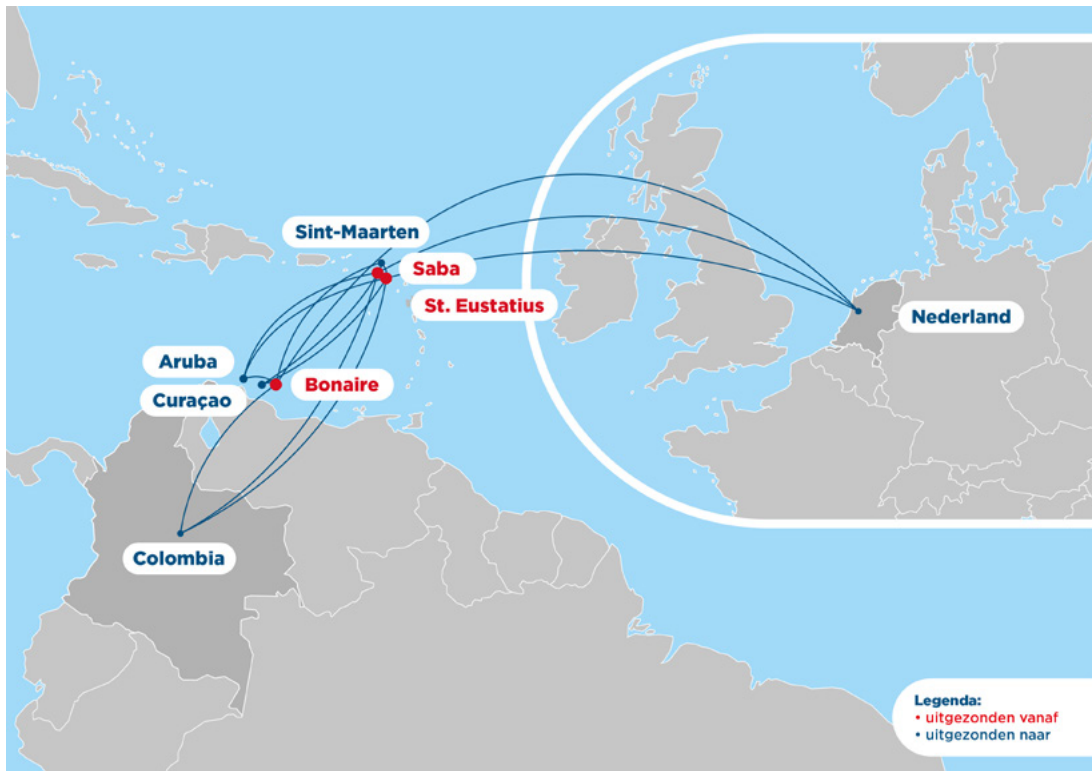 Sint-Maarten
Saba
St. Eustatius
Nederland
Aruba
Curaçao
Bonaire
Colombia
Legenda:
• uitgezonden vanaf
• uitgezonden naar